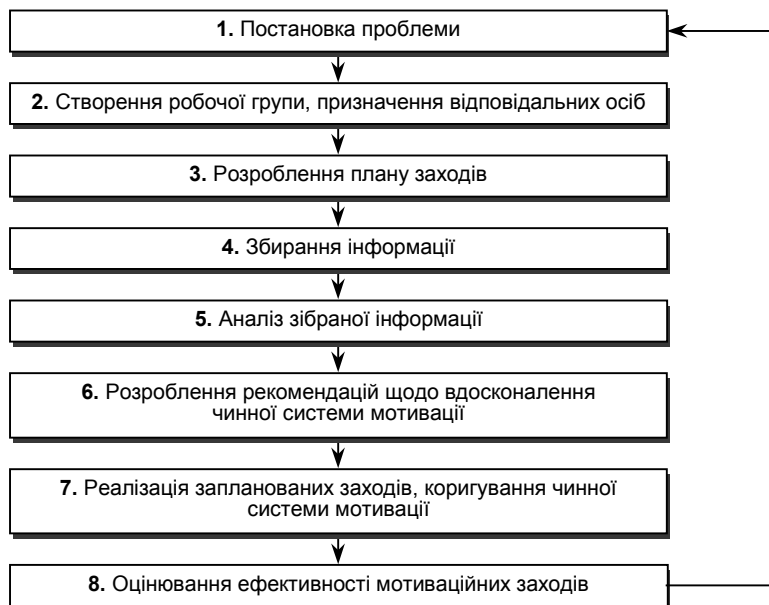 1. Постановка проблеми
2. Створення робочої групи, призначення відповідальних осіб
3. Розроблення плану заходів
4. Збирання інформації
5. Аналіз зібраної інформації
6. Розроблення рекомендацій щодо вдосконалення
чинної системи мотивації
7. Реалізація запланованих заходів, коригування чинної
системи мотивації
8. Оцінювання ефективності мотиваційних заходів